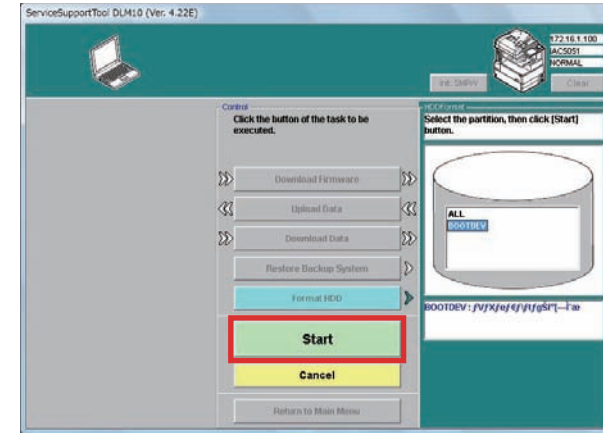 ServiceSupportTool DLM10 (Ver. 4.22E)
172.16.1.100
iAC5051
NORMAL
Init. SMPW
Clear
Control
Click the button of the task to be
executed.
HDDFormat
Select the partition, then click [Start]
button.
Download Firmware
Upload Data
Download Data
Restore Backup System
Format HDD
ALL
BOOTDEV
BOOTDEV :
Start
Cancel
Return to Main Menu